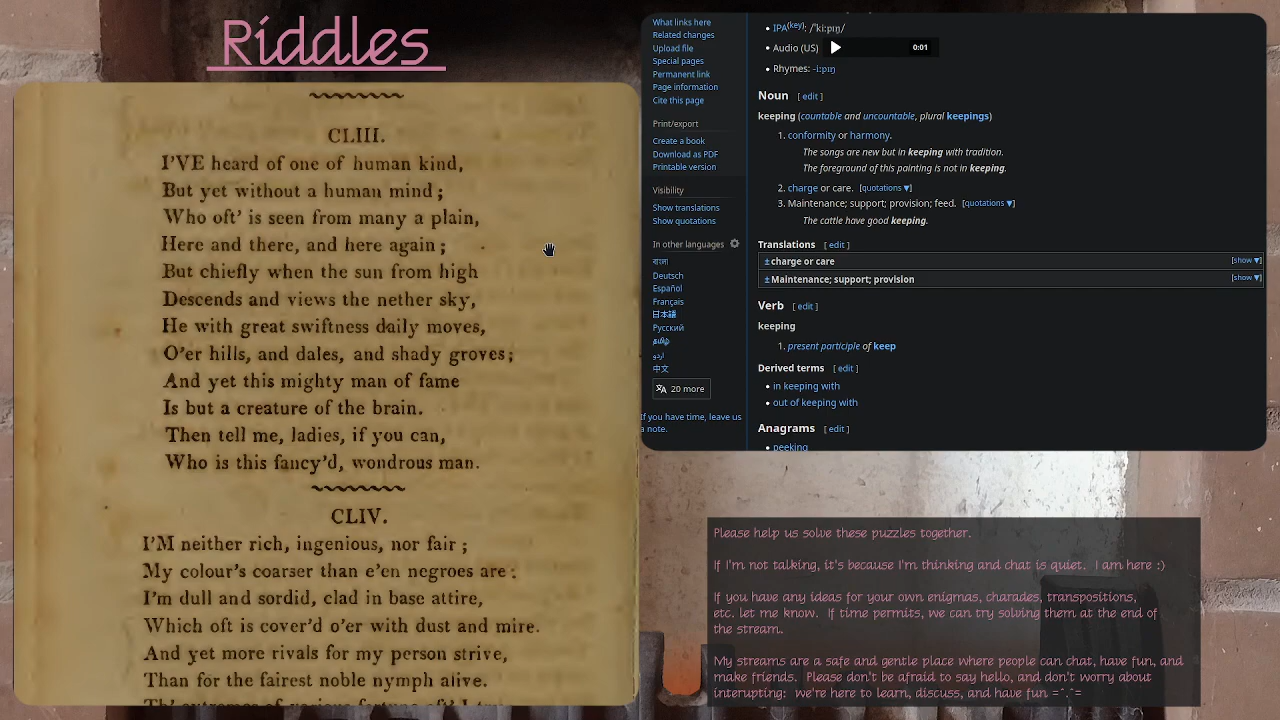 Riddles
CLIII.
I'VE heard of one of human kind,
But yet without a human mind ;
Who oft' is seen from many a plain,
Here and there, and here again ;
But chiefly when the sun from high
Descends and views the nether sky,
He with great swiftness daily moves,
O'er hills, and dales, and shady groves ;
And yet this mighty man of fame
Is but a creature of the brain.
Then tell me, ladies, if you can,
Who is this fancy'd, wondrous man.
CLIV.
I'M neither rich, ingenious, nor fair ;
My colour's coarser than e'en negroes are :
I'm dull and sordid, clad in base attire,
Which oft is cover'd o'er with dust and mire.
And yet more rivals for my person strive,
Than for the fairest noble nymph alive.
What links here
Related changes
Upload file
Special pages
Permanent link
Page information
Cite this page
Print/export
Create a book
Download as PDF
Printable version
Visibility
Show translations
Show quotations
In other languages
বাংলা
Deutsch
Español
Français
日本語
Русский
தமிழ்
اردو
中文
20 more
If you have time, leave us
a note.
IPA(key): /ˈkiːpɪŋ/
Audio (US) 0:01
Rhymes: -iːpɪŋ
Noun [ edit ]
keeping (countable and uncountable, plural keepings)
1. conformity or harmony.
The songs are new but in keeping with tradition.
The foreground of this painting is not in keeping.
2. charge or care. [quotations ▼]
3. Maintenance; support; provision; feed. [quotations ▼]
The cattle have good keeping.
Translations [ edit ]
±charge or care [show ▼]
±Maintenance; support; provision [show ▼]
Verb [ edit ]
keeping
1. present participle of keep
Derived terms [ edit ]
in keeping with
out of keeping with
Anagrams [ edit ]
peeking
Please help us solve these puzzles together.
If I'm not talking, it's because I'm thinking and chat is quiet. I am here :)
If you have any ideas for your own enigmas, charades, transpositions,
etc. let me know. If time permits, we can try solving them at the end of
the stream.
My streams are a safe and gentle place where people can chat, have fun, and
make friends. Please don't be afraid to say hello, and don't worry about
interupting: we're here to learn, discuss, and have fun =^.^=